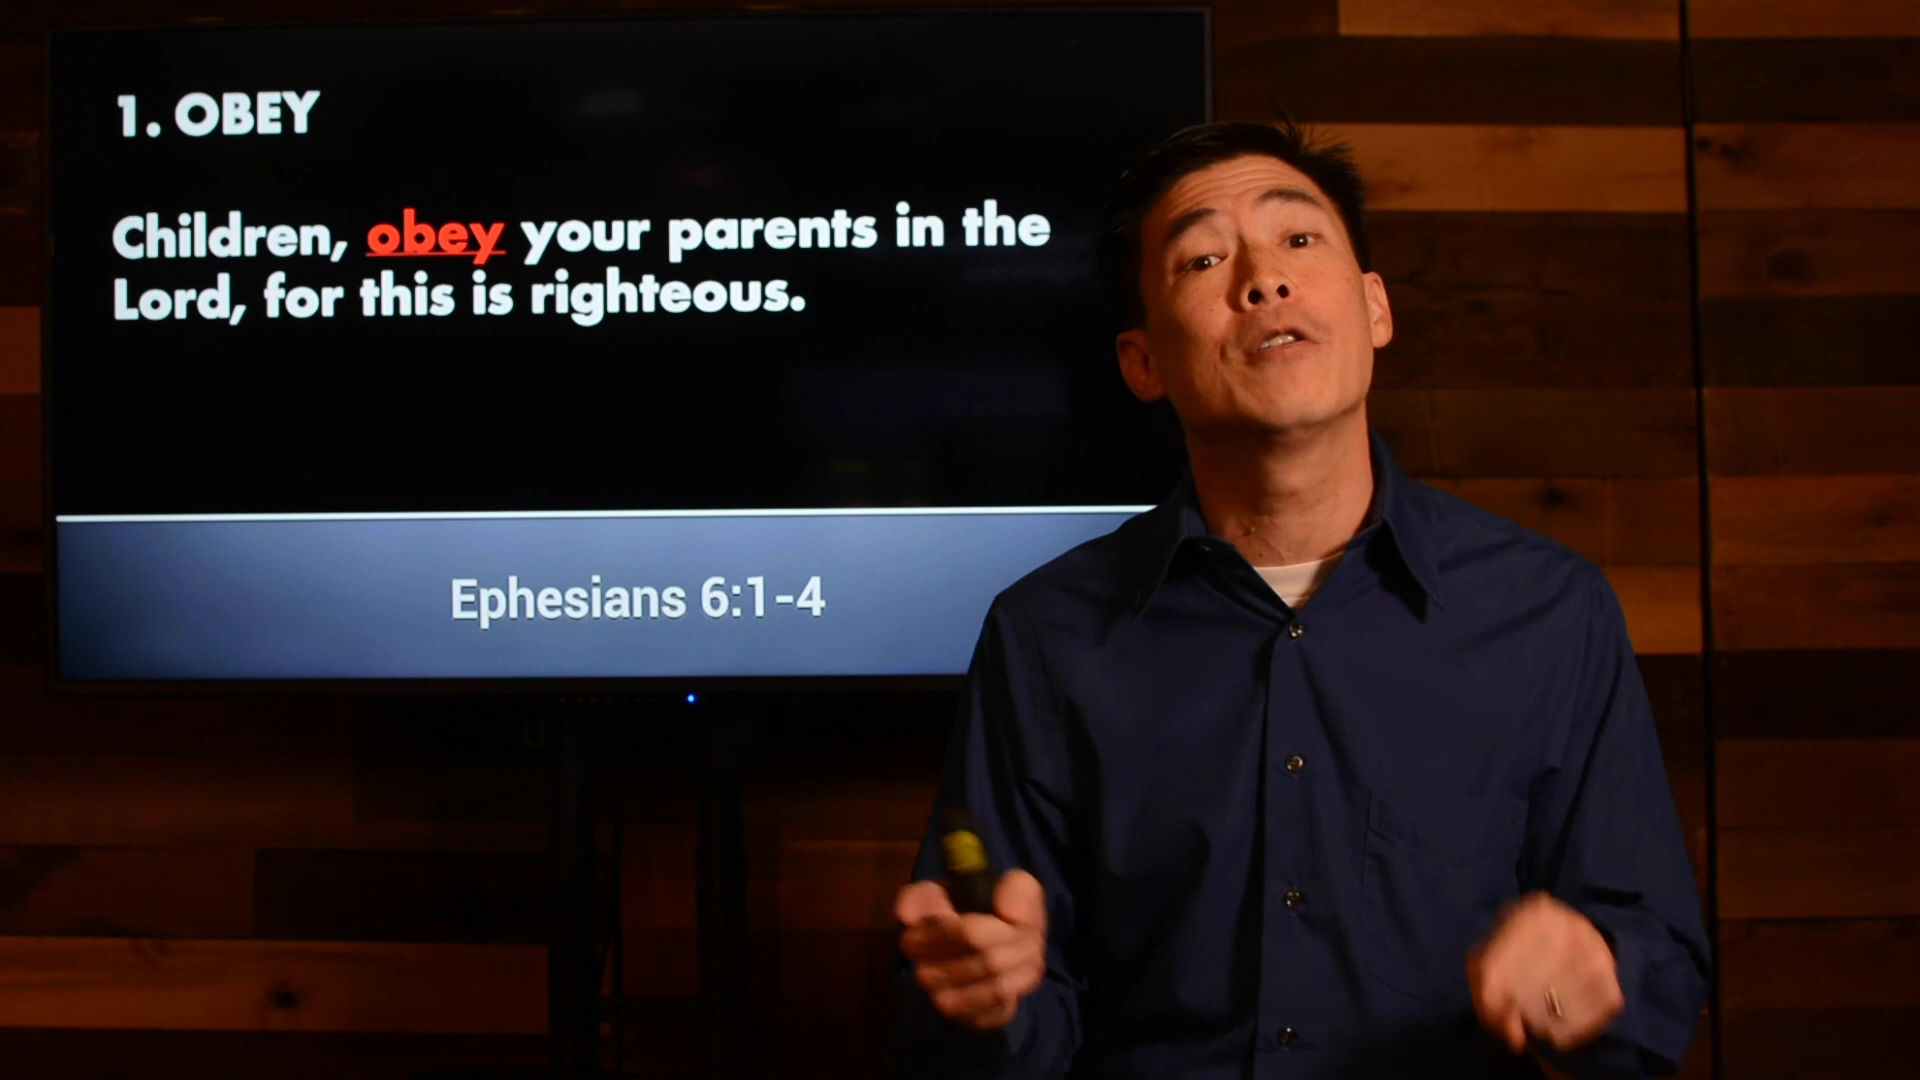 1. OBEY
Children, obey your parents in the
Lord, for this is righteous.
Ephesians 6:1-4